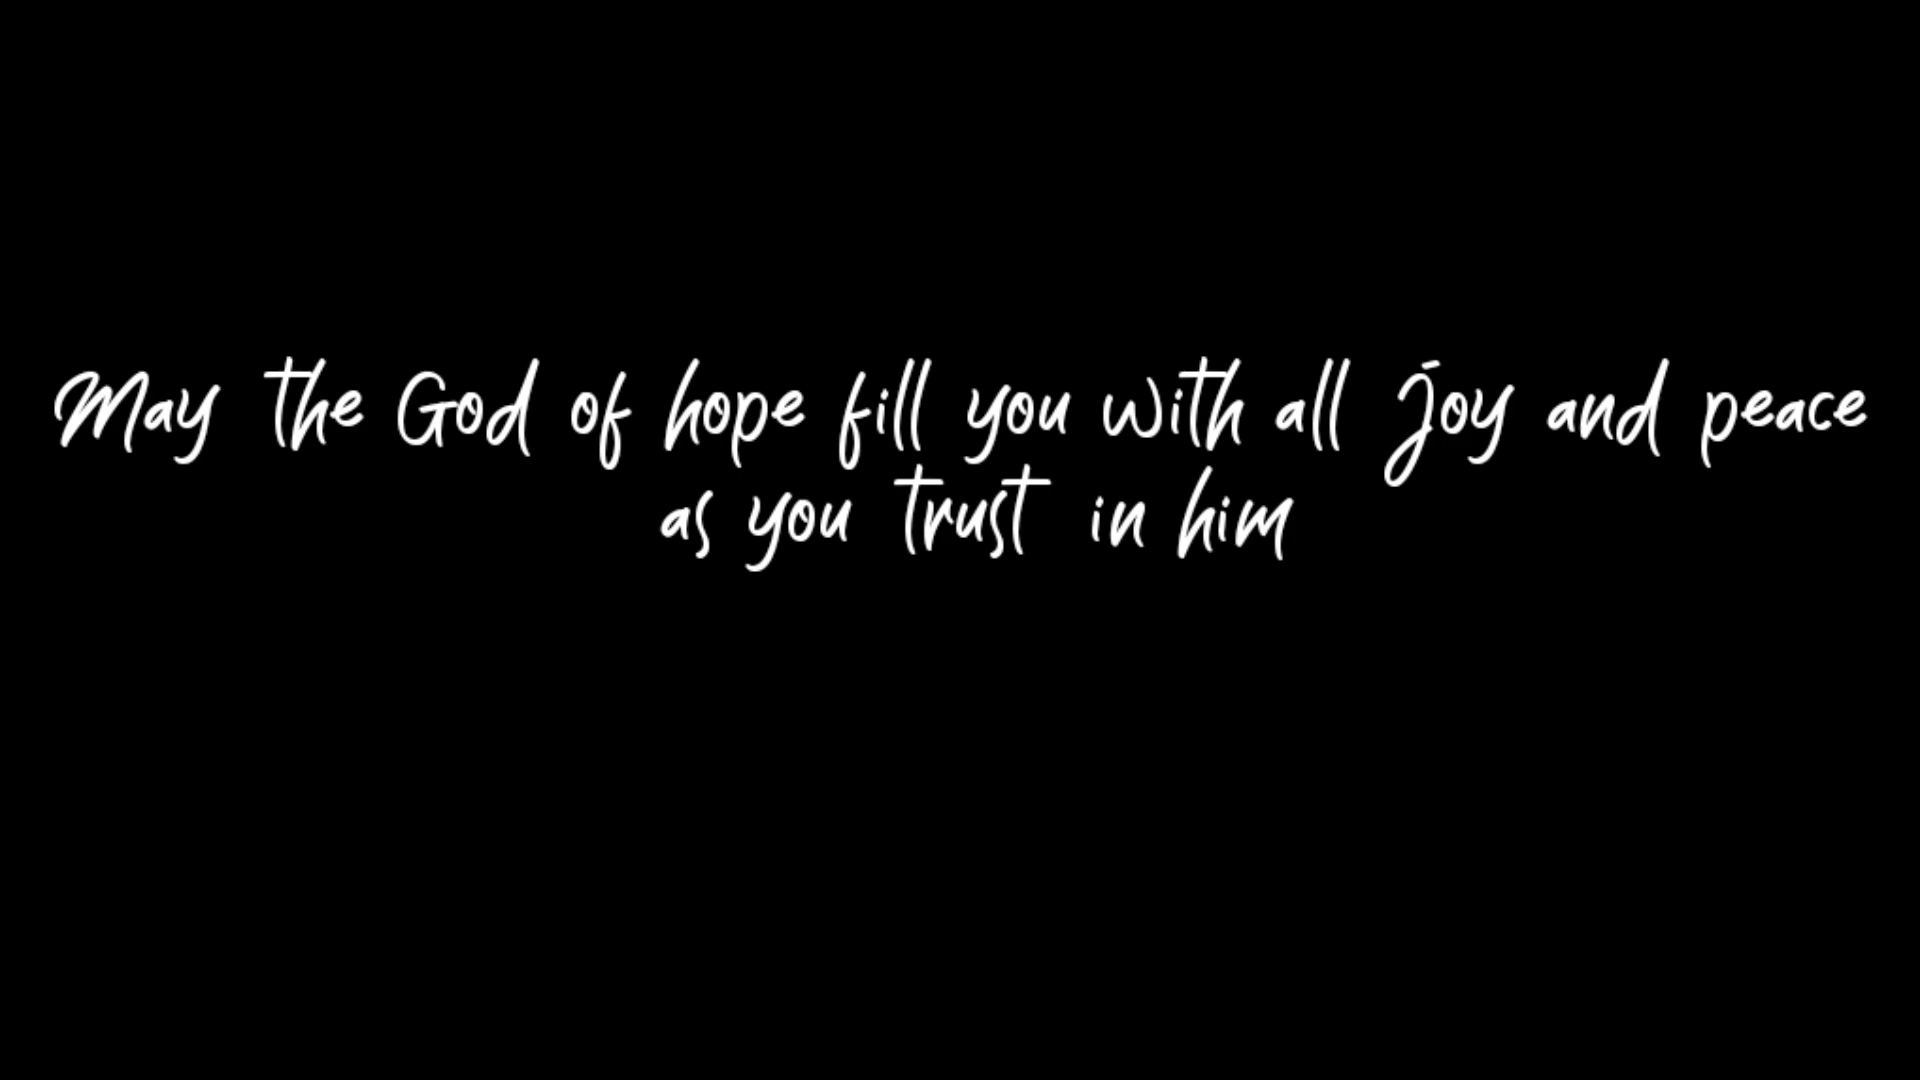 May the God of hope fill you with all joy and peace
as you trust in him